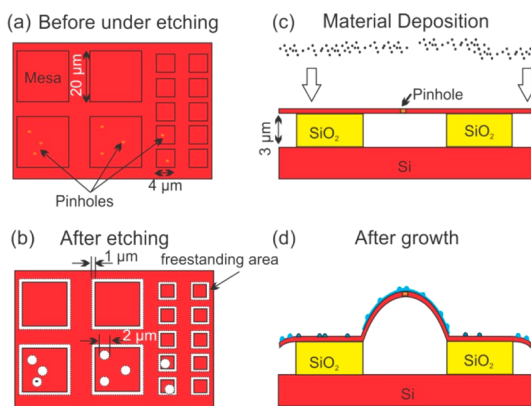 (a) Before under etching
Mesa
20 μm
Pinholes
4 μm
(b) After etching
1 μm
freestanding area
2 μm
(c) Material Deposition
Pinhole
3 μm
SiO₂
SiO₂
Si
(d) After growth
SiO₂
SiO₂
Si